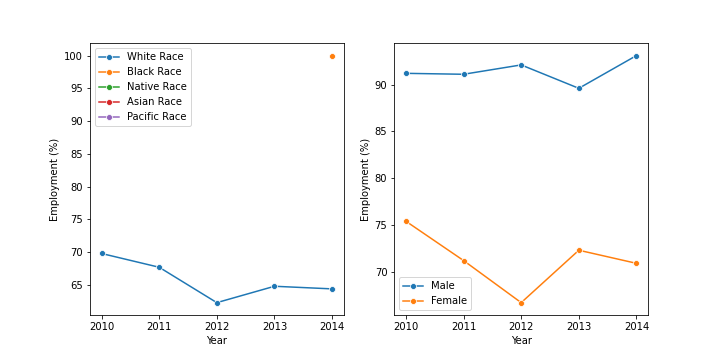 100
95
90
85
80
75
70
65
Employment (%)
White Race
Black Race
Native Race
Asian Race
Pacific Race
2010 2011 2012 2013 2014
Year
90
85
80
75
70
Employment (%)
Male
Female
2010 2011 2012 2013 2014
Year